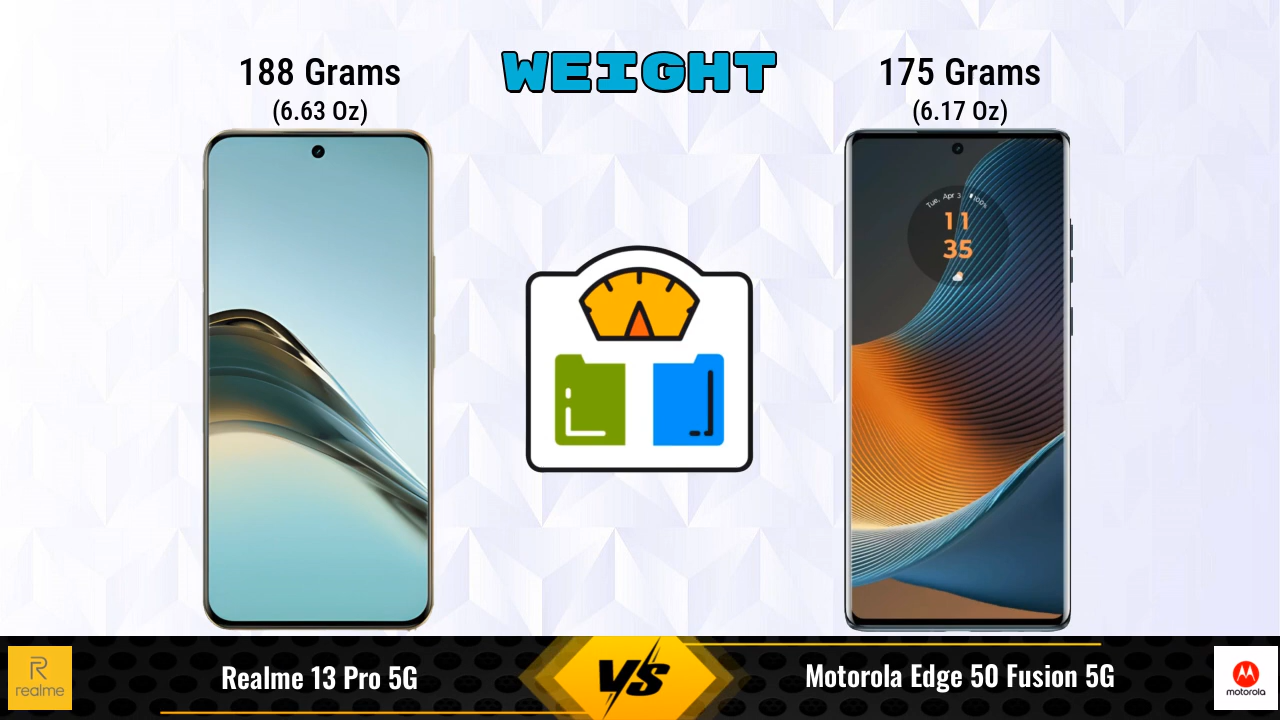 WEIGHT
188 Grams
(6.63 Oz)
175 Grams
(6.17 Oz)
Tue, Apr 3
100%
11
35
realme
Realme 13 Pro 5G
VS
Motorola Edge 50 Fusion 5G
motorola